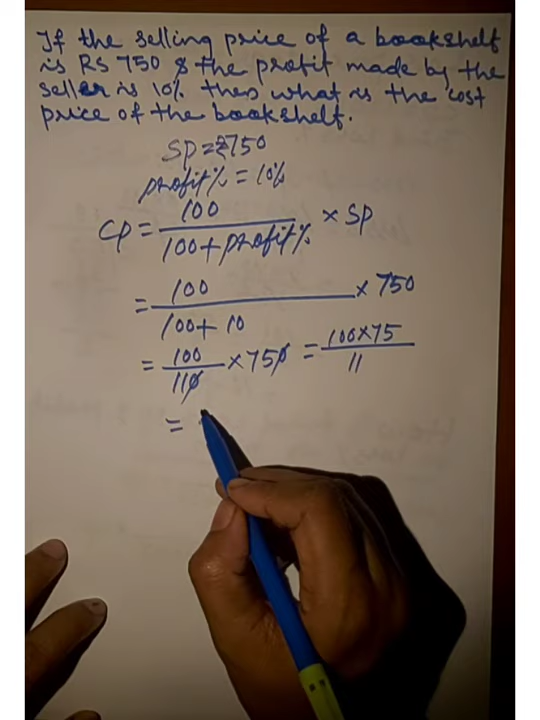 If the selling price of a bookshelf
is RS 750 & the profit made by the
seller is 10% then what is the cost
price of the bookshelf.
SP = ₹750
profit% = 10%
CP = 100 / 100 + profit% × SP
= 100 / 100 + 10 × 750
= 100 / 110 × 750 = 100×75 / 11
=